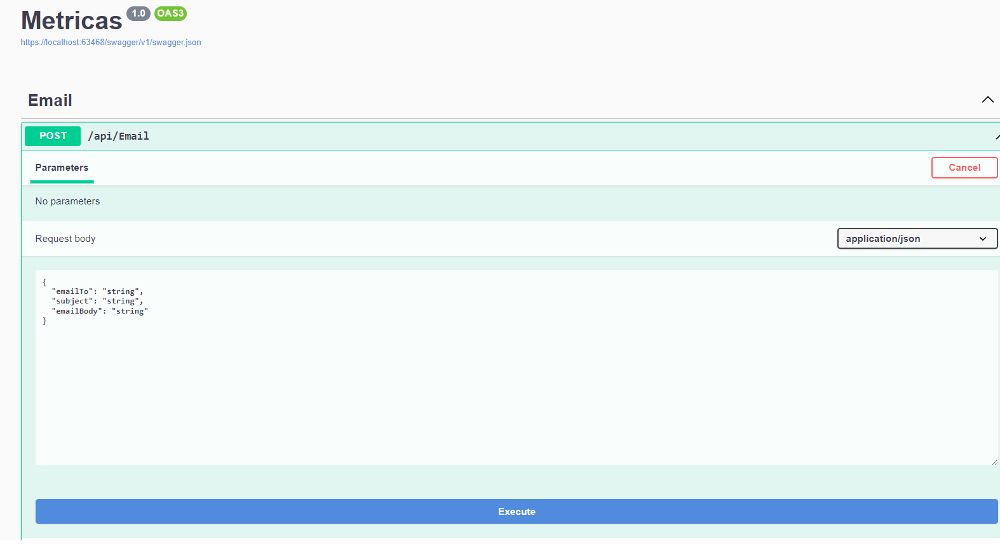 Metricas 1.0 OAS3
https://localhost:63468/swagger/v1/swagger.json
Email
POST /api/Email
Parameters
Cancel
No parameters
Request body
application/json
{
"emailTo": "string",
"subject": "string",
"emailBody": "string"
}
Execute